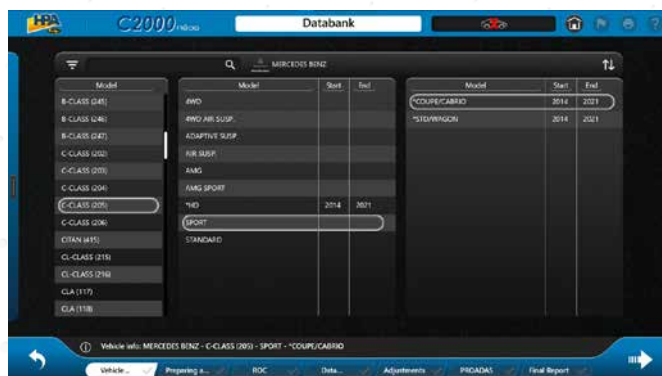 HPA
C2000
Databank
MERCEDES BENZ
Model
B-CLASS (245)
B-CLASS (246)
B-CLASS (247)
C-CLASS (202)
C-CLASS (203)
C-CLASS (204)
C-CLASS (205)
C-CLASS (206)
CITAN (415)
CL-CLASS (215)
CL-CLASS (216)
CLA (117)
CLA (118)
Model Start End
4WD
4WD AIR SUSP.
ADAPTIVE SUSP
AIR SUSP.
AMG
AMG SPORT
*HD 2014 2021
SPORT
STANDARD
Model Start End
*COUPE/CABRIO 2014 2021
*STD/WAGON 2014 2021
Vehicle info: MERCEDES BENZ - C-CLASS (205) - SPORT - *COUPE/CABRIO
Vehicle... Preparing a... ROC Data... Adjustments PROADAS Final Report